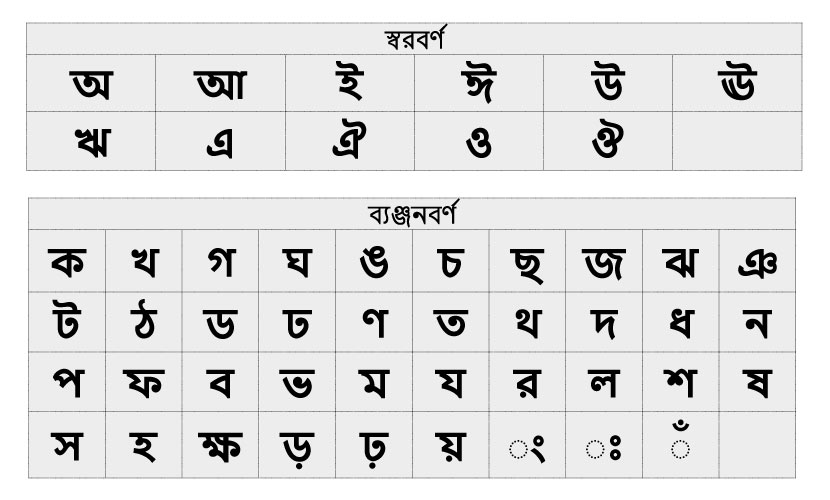 স্বরবর্ণ
অ আ ই ঈ উ ঊ
ঋ এ ঐ ও ঔ
ব্যঞ্জনবর্ণ
ক খ গ ঘ ঙ চ ছ জ ঝ ঞ
ট ঠ ড ঢ ণ ত থ দ ধ ন
প ফ ব ভ ম য র ল শ ষ
স হ ক্ষ ড় ঢ় য় ং ঃ ঁ